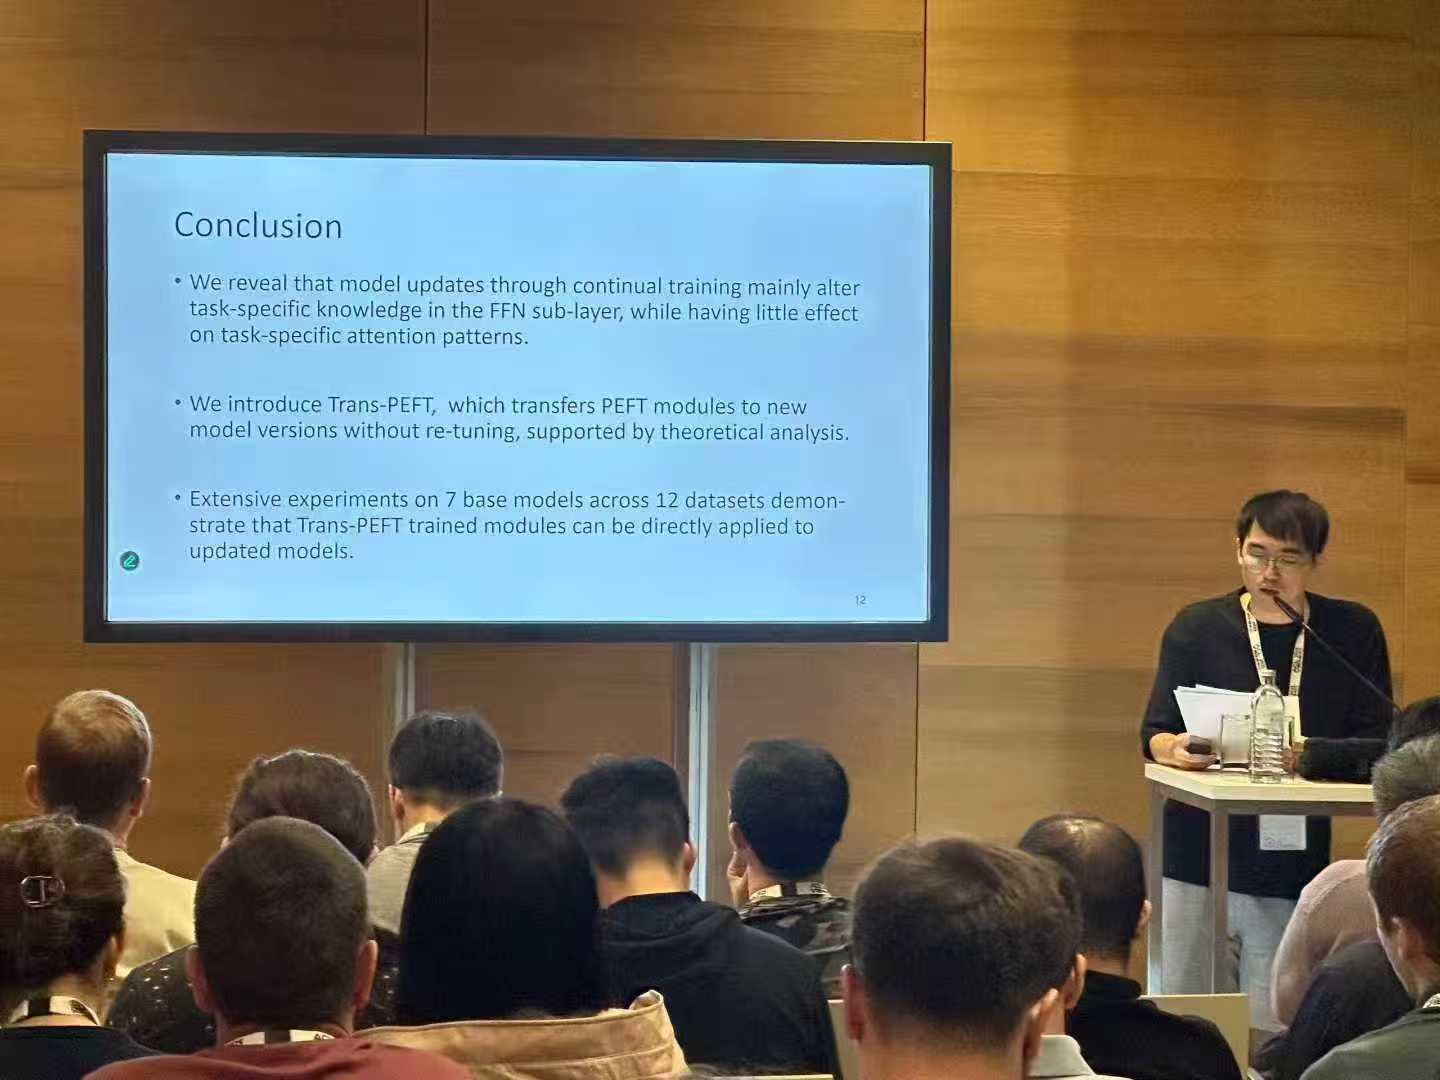 Conclusion
• We reveal that model updates through continual training mainly alter
task-specific knowledge in the FFN sub-layer, while having little effect
on task-specific attention patterns.
• We introduce Trans-PEFT, which transfers PEFT modules to new
model versions without re-tuning, supported by theoretical analysis.
• Extensive experiments on 7 base models across 12 datasets demon-
strate that Trans-PEFT trained modules can be directly applied to
updated models.
12